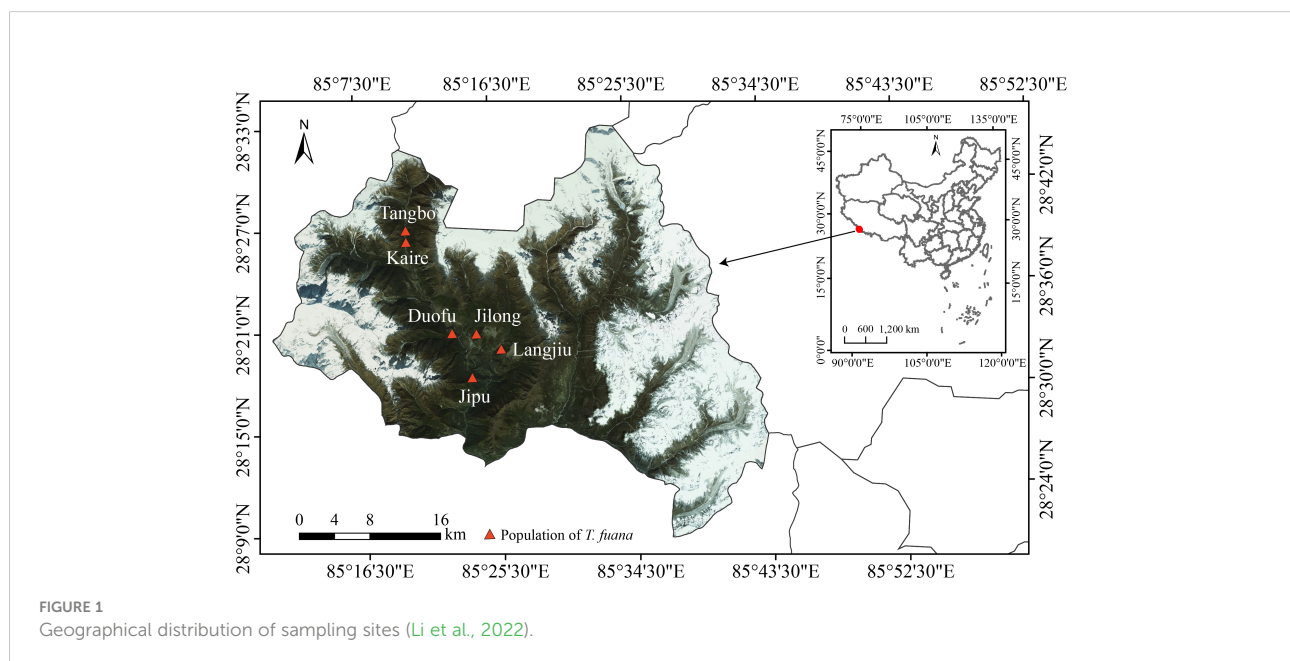 85°7'30"E 85°16'30"E 85°25'30"E 85°34'30"E 85°43'30"E 85°52'30"E
28°33'0"N
28°27'0"N
28°21'0"N
28°15'0"N
28°9'0"N
N
Tangbo
Kaire
Duofu Jilong
Langjiu
Jipu
75°0'0"E 105°0'0"E 135°0'0"E
N
45°0'0"N
30°0'0"N
15°0'0"N
0°0'0"
45°0'0"N
30°0'0"N
15°0'0"N
0 600 1,200 km
90°0'0"E 105°0'0"E 120°0'0"E
28°42'0"N
28°36'0"N
28°30'0"N
28°24'0"N
0 4 8 16
km
Population of T. fuana
85°16'30"E 85°25'30"E 85°34'30"E 85°43'30"E 85°52'30"E
FIGURE 1
Geographical distribution of sampling sites (Li et al., 2022).